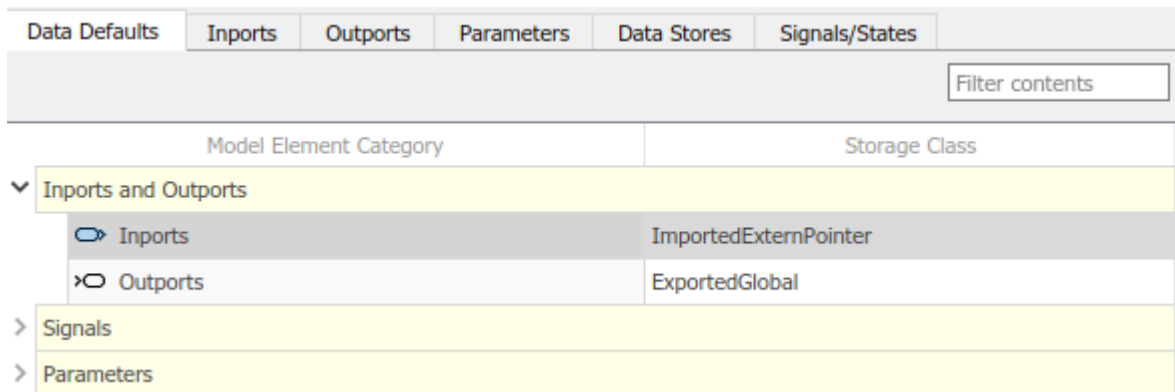 Data Defaults Inports Outports Parameters Data Stores Signals/States
Filter contents
Model Element Category Storage Class
Inports and Outports
Inports ImportedExternPointer
Outports ExportedGlobal
Signals
Parameters